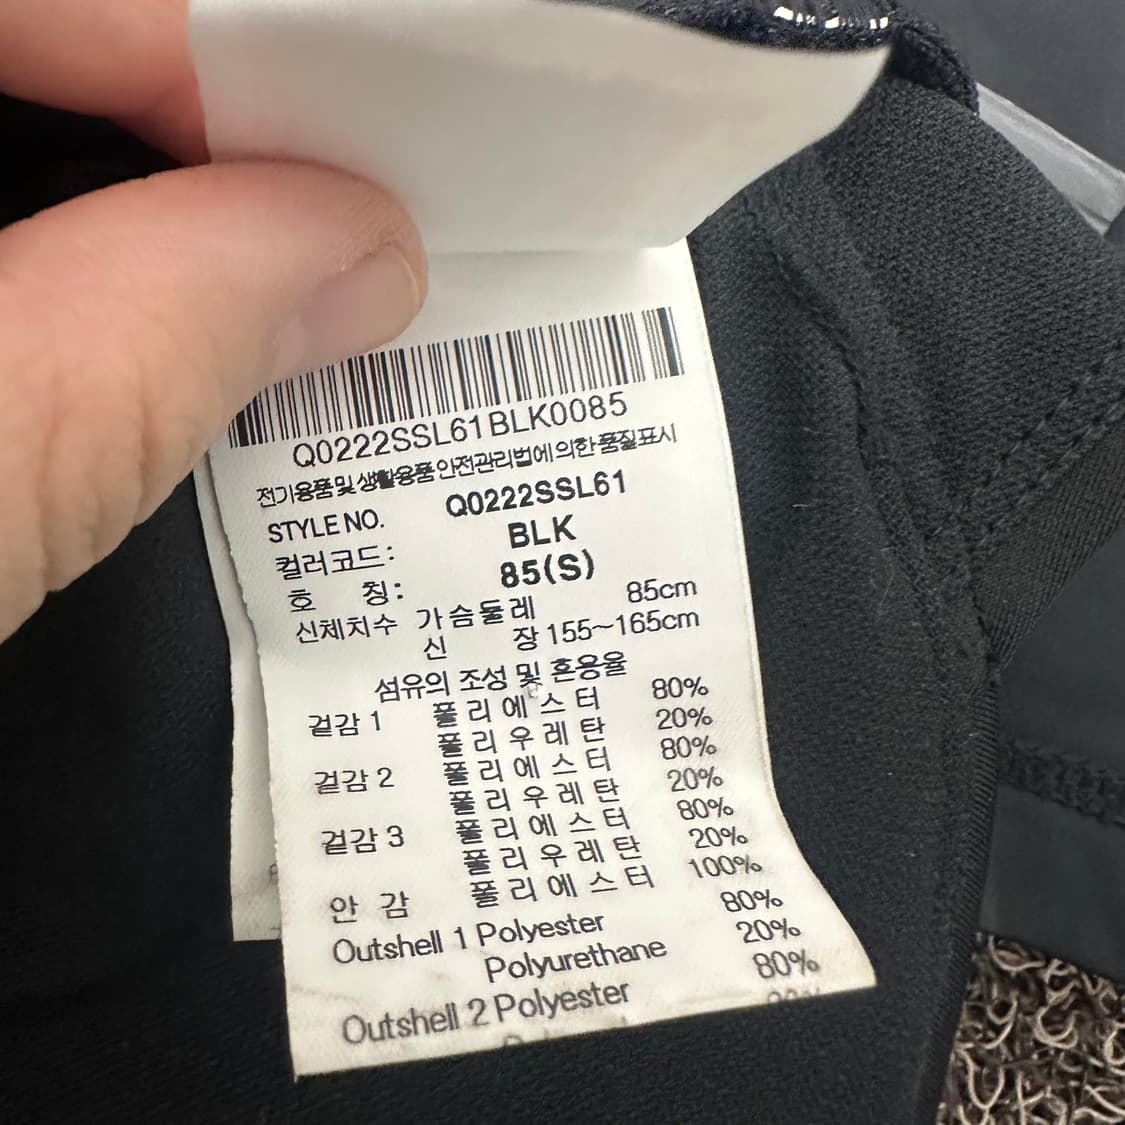 Q0222SSL61BLK0085
전기용품및생활용품안전관리법에의한품질표시
STYLE NO. Q0222SSL61
컬러코드: BLK
호 칭: 85(S)
신체치수 가슴둘레 85cm
신 장 155~165cm
섬유의 조성 및 혼용율
겉감 1 폴리에스터 80%
폴리우레탄 20%
겉감 2 폴리에스터 80%
폴리우레탄 20%
겉감 3 폴리에스터 80%
폴리우레탄 20%
안 감 폴리에스터 100%
Outshell 1 Polyester 80%
Polyurethane 20%
Outshell 2 Polyester 80%